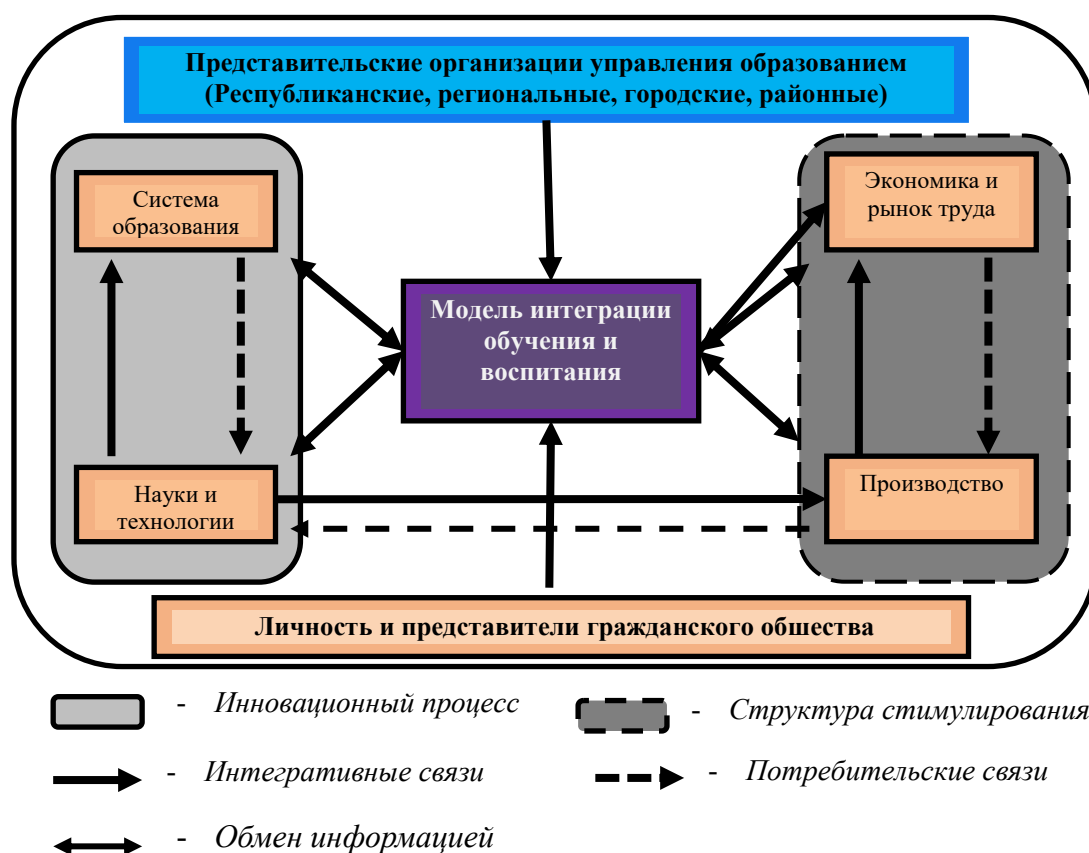 Представительские организации управления образованием
(Республиканские, региональные, городские, районные)
Система
образования
Экономика и
рынок труда
Модель интеграции
обучения и
воспитания
Науки и
технологии
Производство
Личность и представители гражданского обшества
- Инновационный процесс
- Структура стимулирования
- Интегративные связи
- Потребительские связи
- Обмен информацией